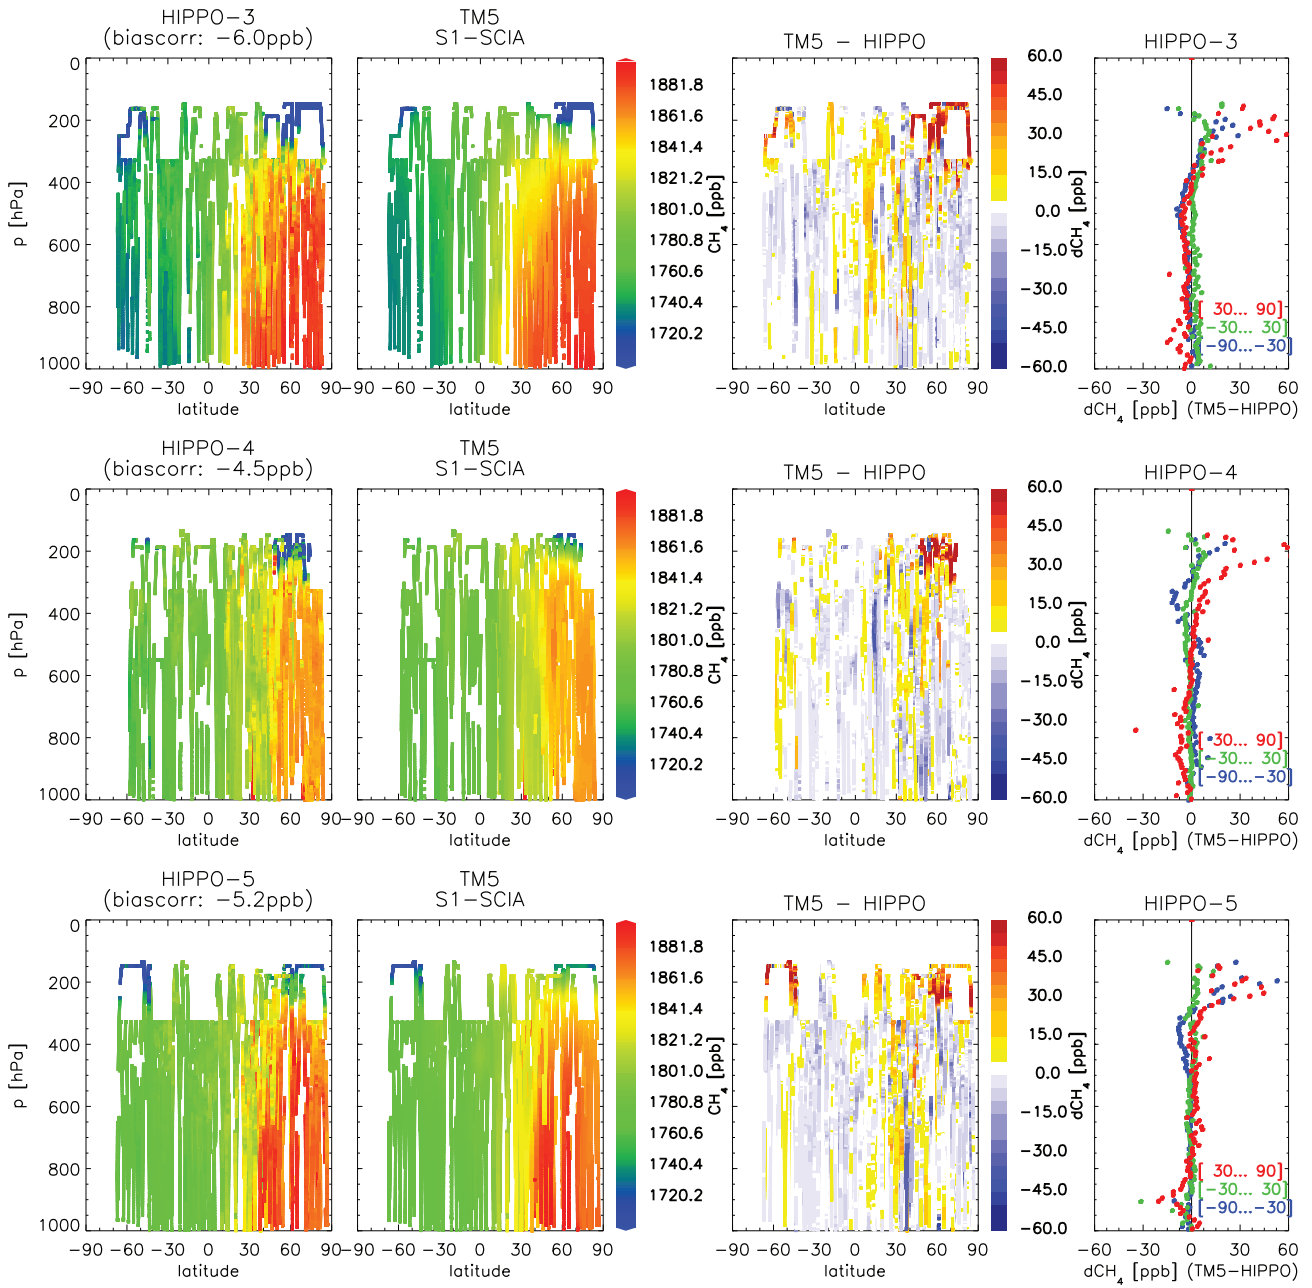 HIPPO-3
(biascorr: -6.0ppb)
TM5
S1-SCIA
TM5 - HIPPO
HIPPO-3
0
200
400
600
800
1000
p [hPa]
-90 -60 -30 0 30 60 90
latitude
-90 -60 -30 0 30 60 90
latitude
1881.8
1861.6
1841.4
1821.2
1801.0
1780.8
1760.6
1740.4
1720.2
CH4 [ppb]
-90 -60 -30 0 30 60 90
latitude
60.0
45.0
30.0
15.0
0.0
-15.0
-30.0
-45.0
-60.0
dCH4 [ppb]
[ 30... 90]
[-30... 30]
[-90...-30]
-60 -30 0 30 60
dCH4 [ppb] (TM5-HIPPO)
HIPPO-4
(biascorr: -4.5ppb)
TM5
S1-SCIA
TM5 - HIPPO
HIPPO-4
0
200
400
600
800
1000
p [hPa]
-90 -60 -30 0 30 60 90
latitude
-90 -60 -30 0 30 60 90
latitude
1881.8
1861.6
1841.4
1821.2
1801.0
1780.8
1760.6
1740.4
1720.2
CH4 [ppb]
-90 -60 -30 0 30 60 90
latitude
60.0
45.0
30.0
15.0
0.0
-15.0
-30.0
-45.0
-60.0
dCH4 [ppb]
[ 30... 90]
[-30... 30]
[-90...-30]
-60 -30 0 30 60
dCH4 [ppb] (TM5-HIPPO)
HIPPO-5
(biascorr: -5.2ppb)
TM5
S1-SCIA
TM5 - HIPPO
HIPPO-5
0
200
400
600
800
1000
p [hPa]
-90 -60 -30 0 30 60 90
latitude
-90 -60 -30 0 30 60 90
latitude
1881.8
1861.6
1841.4
1821.2
1801.0
1780.8
1760.6
1740.4
1720.2
CH4 [ppb]
-90 -60 -30 0 30 60 90
latitude
60.0
45.0
30.0
15.0
0.0
-15.0
-30.0
-45.0
-60.0
dCH4 [ppb]
[ 30... 90]
[-30... 30]
[-90...-30]
-60 -30 0 30 60
dCH4 [ppb] (TM5-HIPPO)